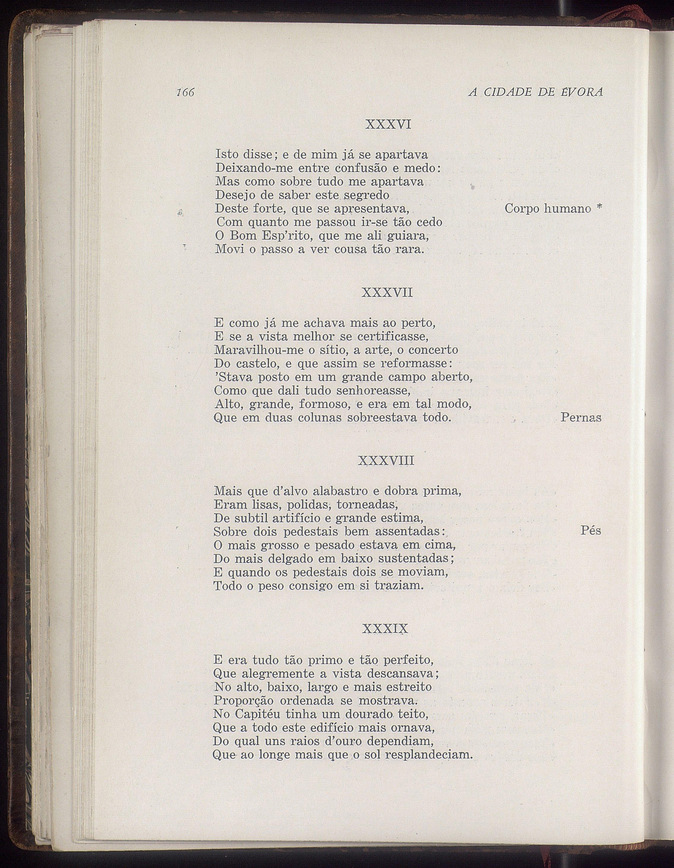 166 A CIDADE DE ÉVORA
XXXVI
Isto disse; e de mim já se apartava
Deixando-me entre confusão e medo:
Mas como sobre tudo me apartava
Desejo de saber este segredo
Deste forte, que se apresentava, Corpo humano *
Com quanto me passou ir-se tão cedo
O Bom Esp'rito, que me ali guiara,
Movi o passo a ver cousa tão rara.
XXXVII
E como já me achava mais ao perto,
E se a vista melhor se certificasse,
Maravilhou-me o sítio, a arte, o concerto
Do castelo, e que assim se reformasse:
'Stava posto em um grande campo aberto,
Como que dali tudo senhoreasse,
Alto, grande, formoso, e era em tal modo,
Que em duas colunas sobreestava todo. Pernas
XXXVIII
Mais que d'alvo alabastro e dobra prima,
Eram lisas, polidas, torneadas,
De subtil artifício e grande estima,
Sobre dois pedestais bem assentadas: Pés
O mais grosso e pesado estava em cima,
Do mais delgado em baixo sustentadas;
E quando os pedestais dois se moviam,
Todo o peso consigo em si traziam.
XXXIX
E era tudo tão primo e tão perfeito,
Que alegremente a vista descansava;
No alto, baixo, largo e mais estreito
Proporção ordenada se mostrava.
No Capitéu tinha um dourado teito,
Que a todo este edifício mais ornava,
Do qual uns raios d'ouro dependiam,
Que ao longe mais que o sol resplandeciam.